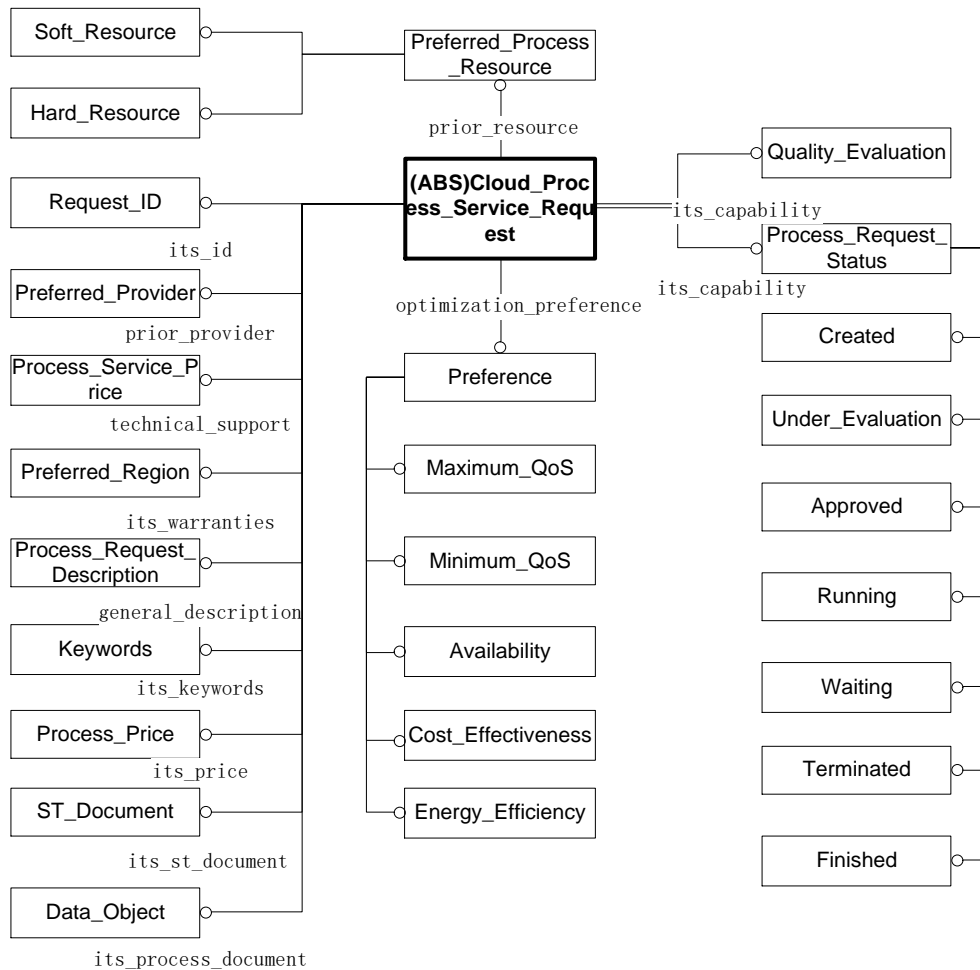 Soft_Resource
Hard_Resource
Preferred_Process
_Resource
prior_resource
(ABS)Cloud_Proc
ess_Service_Requ
est
Quality_Evaluation
its_capability
Process_Request_
Status
its_capability
Request_ID
its_id
Preferred_Provider
prior_provider
Process_Service_P
rice
technical_support
Preferred_Region
its_warranties
Process_Request_
Description
general_description
Keywords
its_keywords
Process_Price
its_price
ST_Document
its_st_document
Data_Object
its_process_document
optimization_preference
Preference
Maximum_QoS
Minimum_QoS
Availability
Cost_Effectiveness
Energy_Efficiency
Created
Under_Evaluation
Approved
Running
Waiting
Terminated
Finished